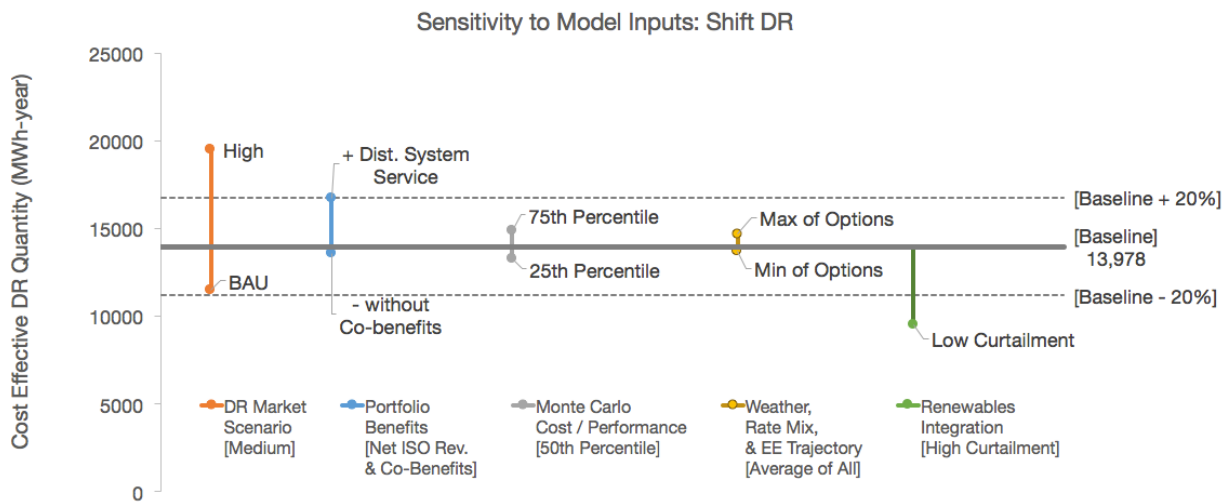 Sensitivity to Model Inputs: Shift DR
Cost Effective DR Quantity (MWh-year)
25000
20000
15000
10000
5000
0
High
BAU
+ Dist. System
Service
- without
Co-benefits
75th Percentile
25th Percentile
Max of Options
Min of Options
Low Curtailment
[Baseline + 20%]
[Baseline]
13,978
[Baseline - 20%]
DR Market
Scenario
[Medium]
Portfolio
Benefits
[Net ISO Rev.
& Co-Benefits]
Monte Carlo
Cost / Performance
[50th Percentile]
Weather,
Rate Mix,
& EE Trajectory
[Average of All]
Renewables
Integration
[High Curtailment]